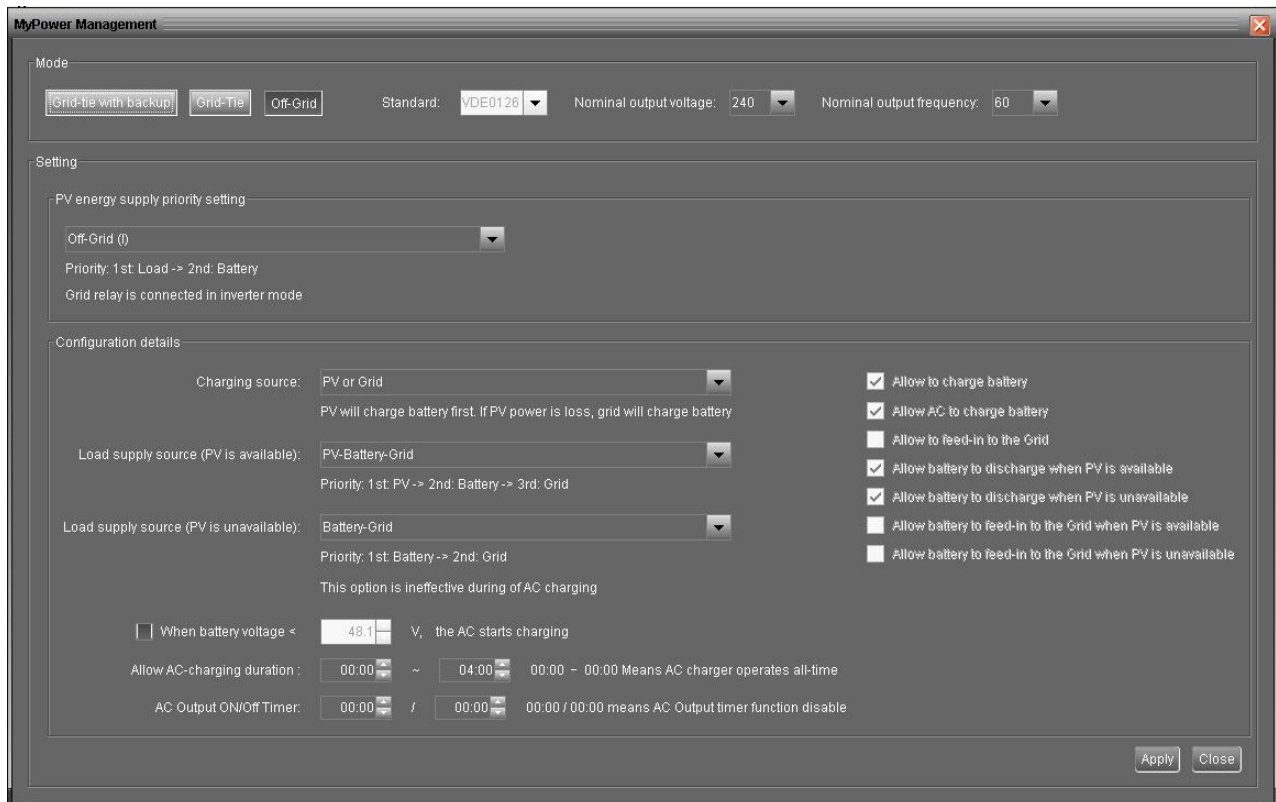 MyPower Management
Mode
Grid-tie with backup Grid-Tie Off-Grid Standard: VDE0126 Nominal output voltage: 240 Nominal output frequency: 60
Setting
PV energy supply priority setting
Off-Grid (I)
Priority: 1st: Load -> 2nd: Battery
Grid relay is connected in inverter mode
Configuration details
Charging source: PV or Grid Allow to charge battery
PV will charge battery first. If PV power is loss, grid will charge battery Allow AC to charge battery
Allow to feed-in to the Grid
Load supply source (PV is available): PV-Battery-Grid Allow battery to discharge when PV is available
Priority: 1st: PV -> 2nd: Battery -> 3rd: Grid
Allow battery to discharge when PV is unavailable
Load supply source (PV is unavailable): Battery-Grid Allow battery to feed-in to the Grid when PV is available
Priority: 1st: Battery -> 2nd: Grid Allow battery to feed-in to the Grid when PV is unavailable
This option is ineffective during of AC charging
When battery voltage < 48.1 V, the AC starts charging
Allow AC-charging duration : 00:00 ~ 04:00 00:00 - 00:00 Means AC charger operates all-time
AC Output ON/Off Timer: 00:00 / 00:00 00:00 / 00:00 means AC Output timer function disable
Apply Close